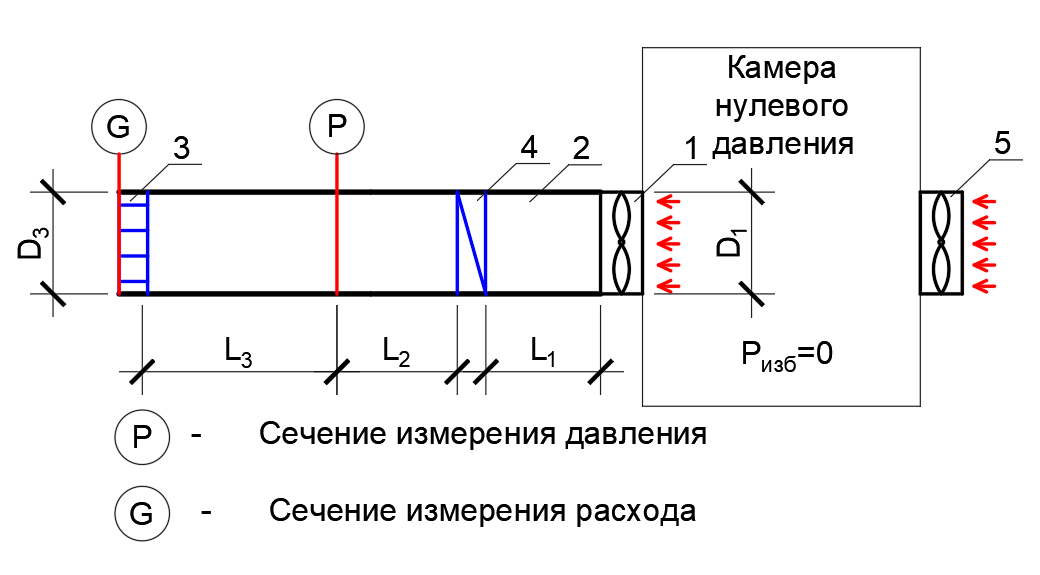 Камера
нулевого
давления
G
P
3
4
2
1
5
D3
D1
L3
L2
L1
Pизб=0
P - Сечение измерения давления
G - Сечение измерения расхода